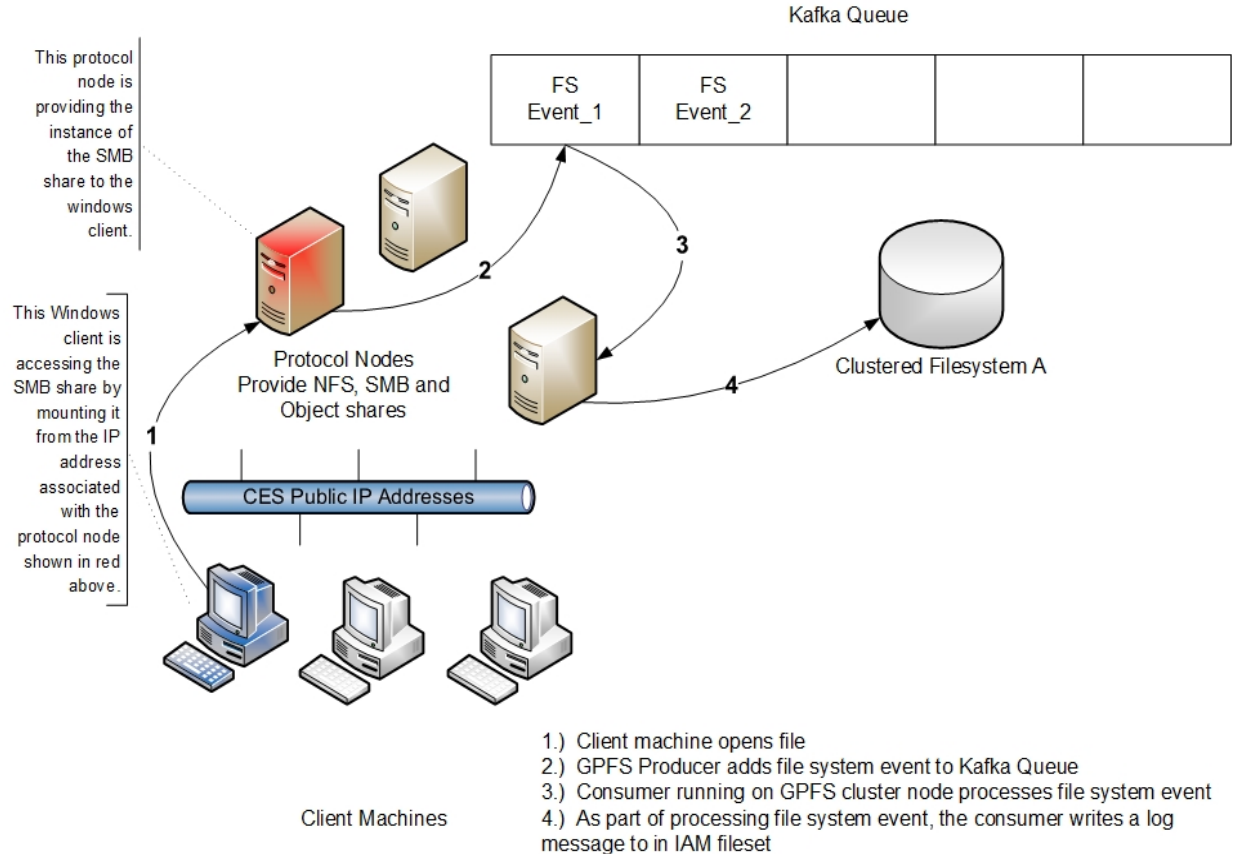 Kafka Queue
This protocol
node is
providing the
instance of
the SMB
share to the
windows
client.
FS
Event_1
FS
Event_2
2
3
This Windows
client is
accessing the
SMB share by
mounting it
from the IP
address
associated
with the
protocol node
shown in red
above.
1
Protocol Nodes
Provide NFS, SMB and
Object shares
4
Clustered Filesystem A
CES Public IP Addresses
1.) Client machine opens file
2.) GPFS Producer adds file system event to Kafka Queue
3.) Consumer running on GPFS cluster node processes file system event
4.) As part of processing file system event, the consumer writes a log
message to in IAM fileset
Client Machines